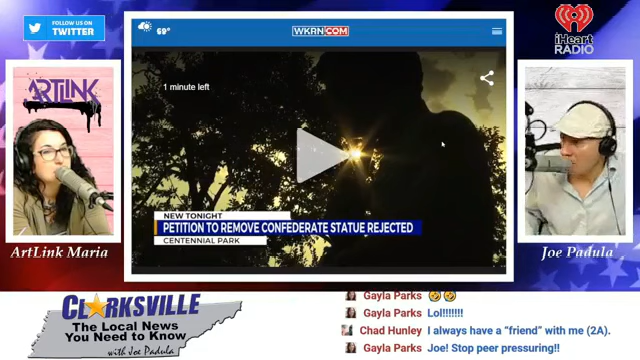 FOLLOW US ON
TWITTER
69°
WKRN.COM
iHeart
RADIO
ARTLINK
1 minute left
NEW TONIGHT
PETITION TO REMOVE CONFEDERATE STATUE REJECTED
CENTENNIAL PARK
ArtLink Maria
Joe Padula
CLARKSVILLE
The Local News
You Need to Know
with Joe Padula
Gayla Parks 🤣🤣
Gayla Parks Lol!!!!!!!
Chad Hunley I always have a “friend” with me (2A).
Gayla Parks Joe! Stop peer pressuring!!